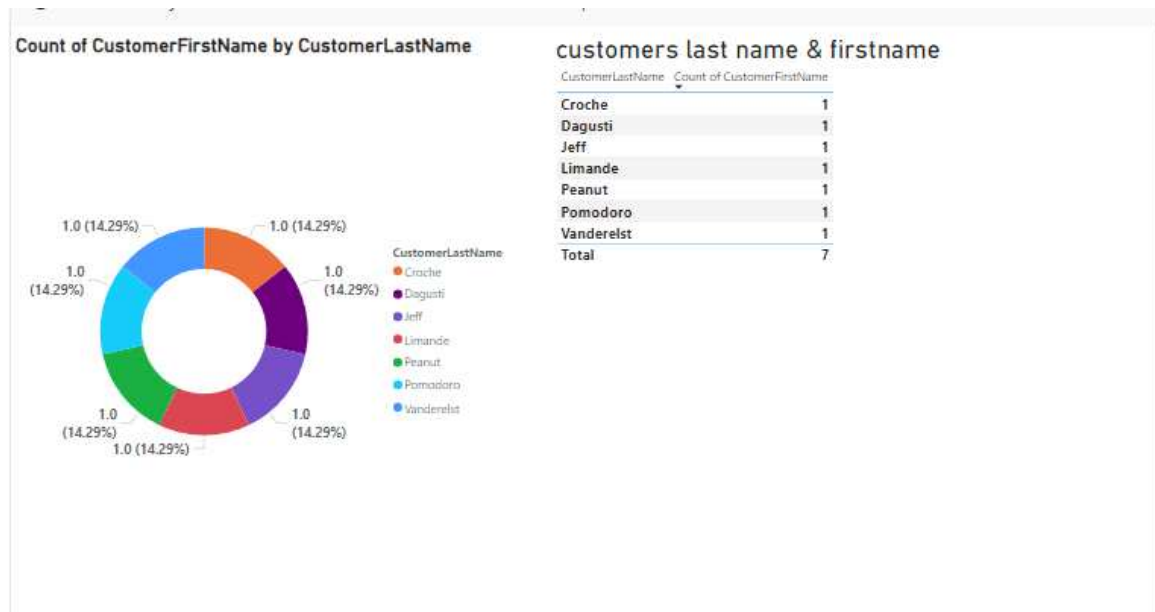 Count of CustomerFirstName by CustomerLastName
1.0 (14.29%)
1.0 (14.29%)
1.0
(14.29%)
1.0
(14.29%)
1.0
(14.29%)
1.0
(14.29%)
1.0 (14.29%)
CustomerLastName
Croche
Dagusti
Jeff
Limande
Peanut
Pomodoro
Vanderelst
customers last name & firstname
CustomerLastName Count of CustomerFirstName
Croche 1
Dagusti 1
Jeff 1
Limande 1
Peanut 1
Pomodoro 1
Vanderelst 1
Total 7